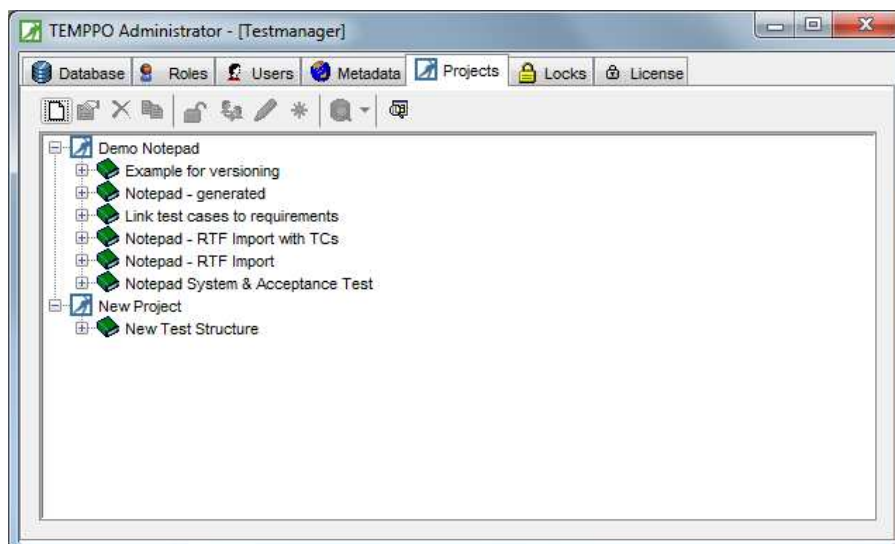 TEMPPO Administrator - [Testmanager]
Database Roles Users Metadata Projects Locks License
Demo Notepad
Example for versioning
Notepad - generated
Link test cases to requirements
Notepad - RTF Import with TCs
Notepad - RTF Import
Notepad System & Acceptance Test
New Project
New Test Structure